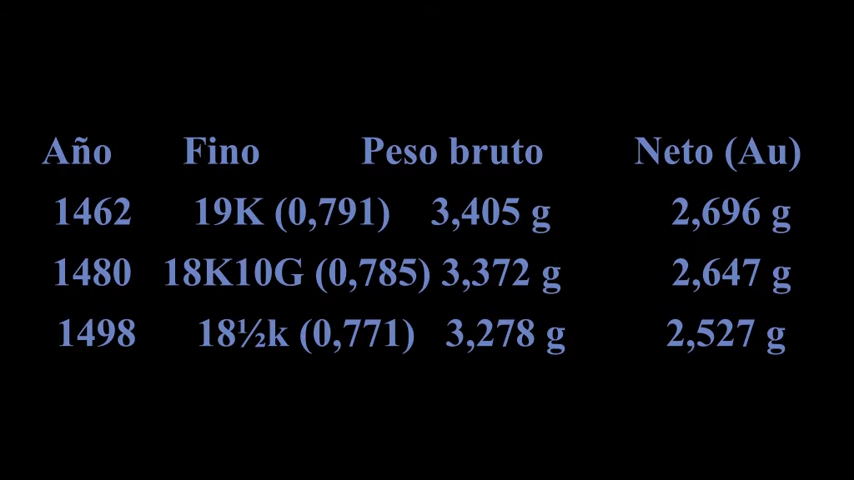 Año Fino Peso bruto Neto (Au)
1462 19K (0,791) 3,405 g 2,696 g
1480 18K10G (0,785) 3,372 g 2,647 g
1498 18½k (0,771) 3,278 g 2,527 g